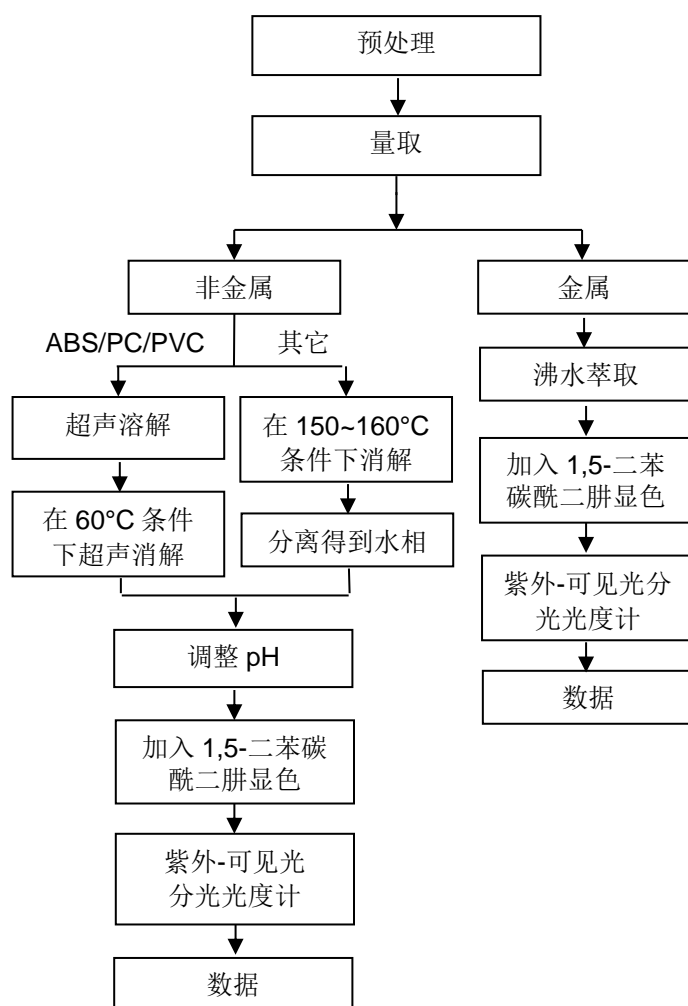 预处理
量取
非金属
金属
ABS/PC/PVC
其它
沸水萃取
超声溶解
在 150~160°C
条件下消解
加入 1,5-二苯
碳酰二肼显色
在 60°C 条件
下超声消解
分离得到水相
紫外-可见光分
光光度计
调整 pH
数据
加入 1,5-二苯碳
酰二肼显色
紫外-可见光
分光光度计
数据